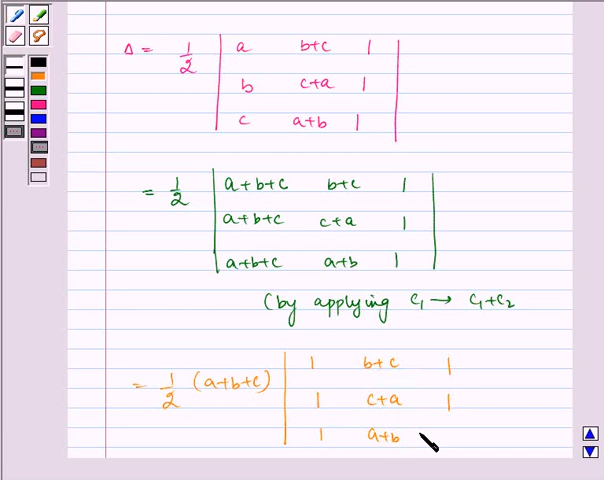 Δ = 1/2 | a b+c 1 |
| b c+a 1 |
| c a+b 1 |
= 1/2 | a+b+c b+c 1 |
| a+b+c c+a 1 |
| a+b+c a+b 1 |
(by applying C₁ → C₁+C₂
= 1/2 (a+b+c) | 1 b+c 1 |
| 1 c+a 1 |
| 1 a+b